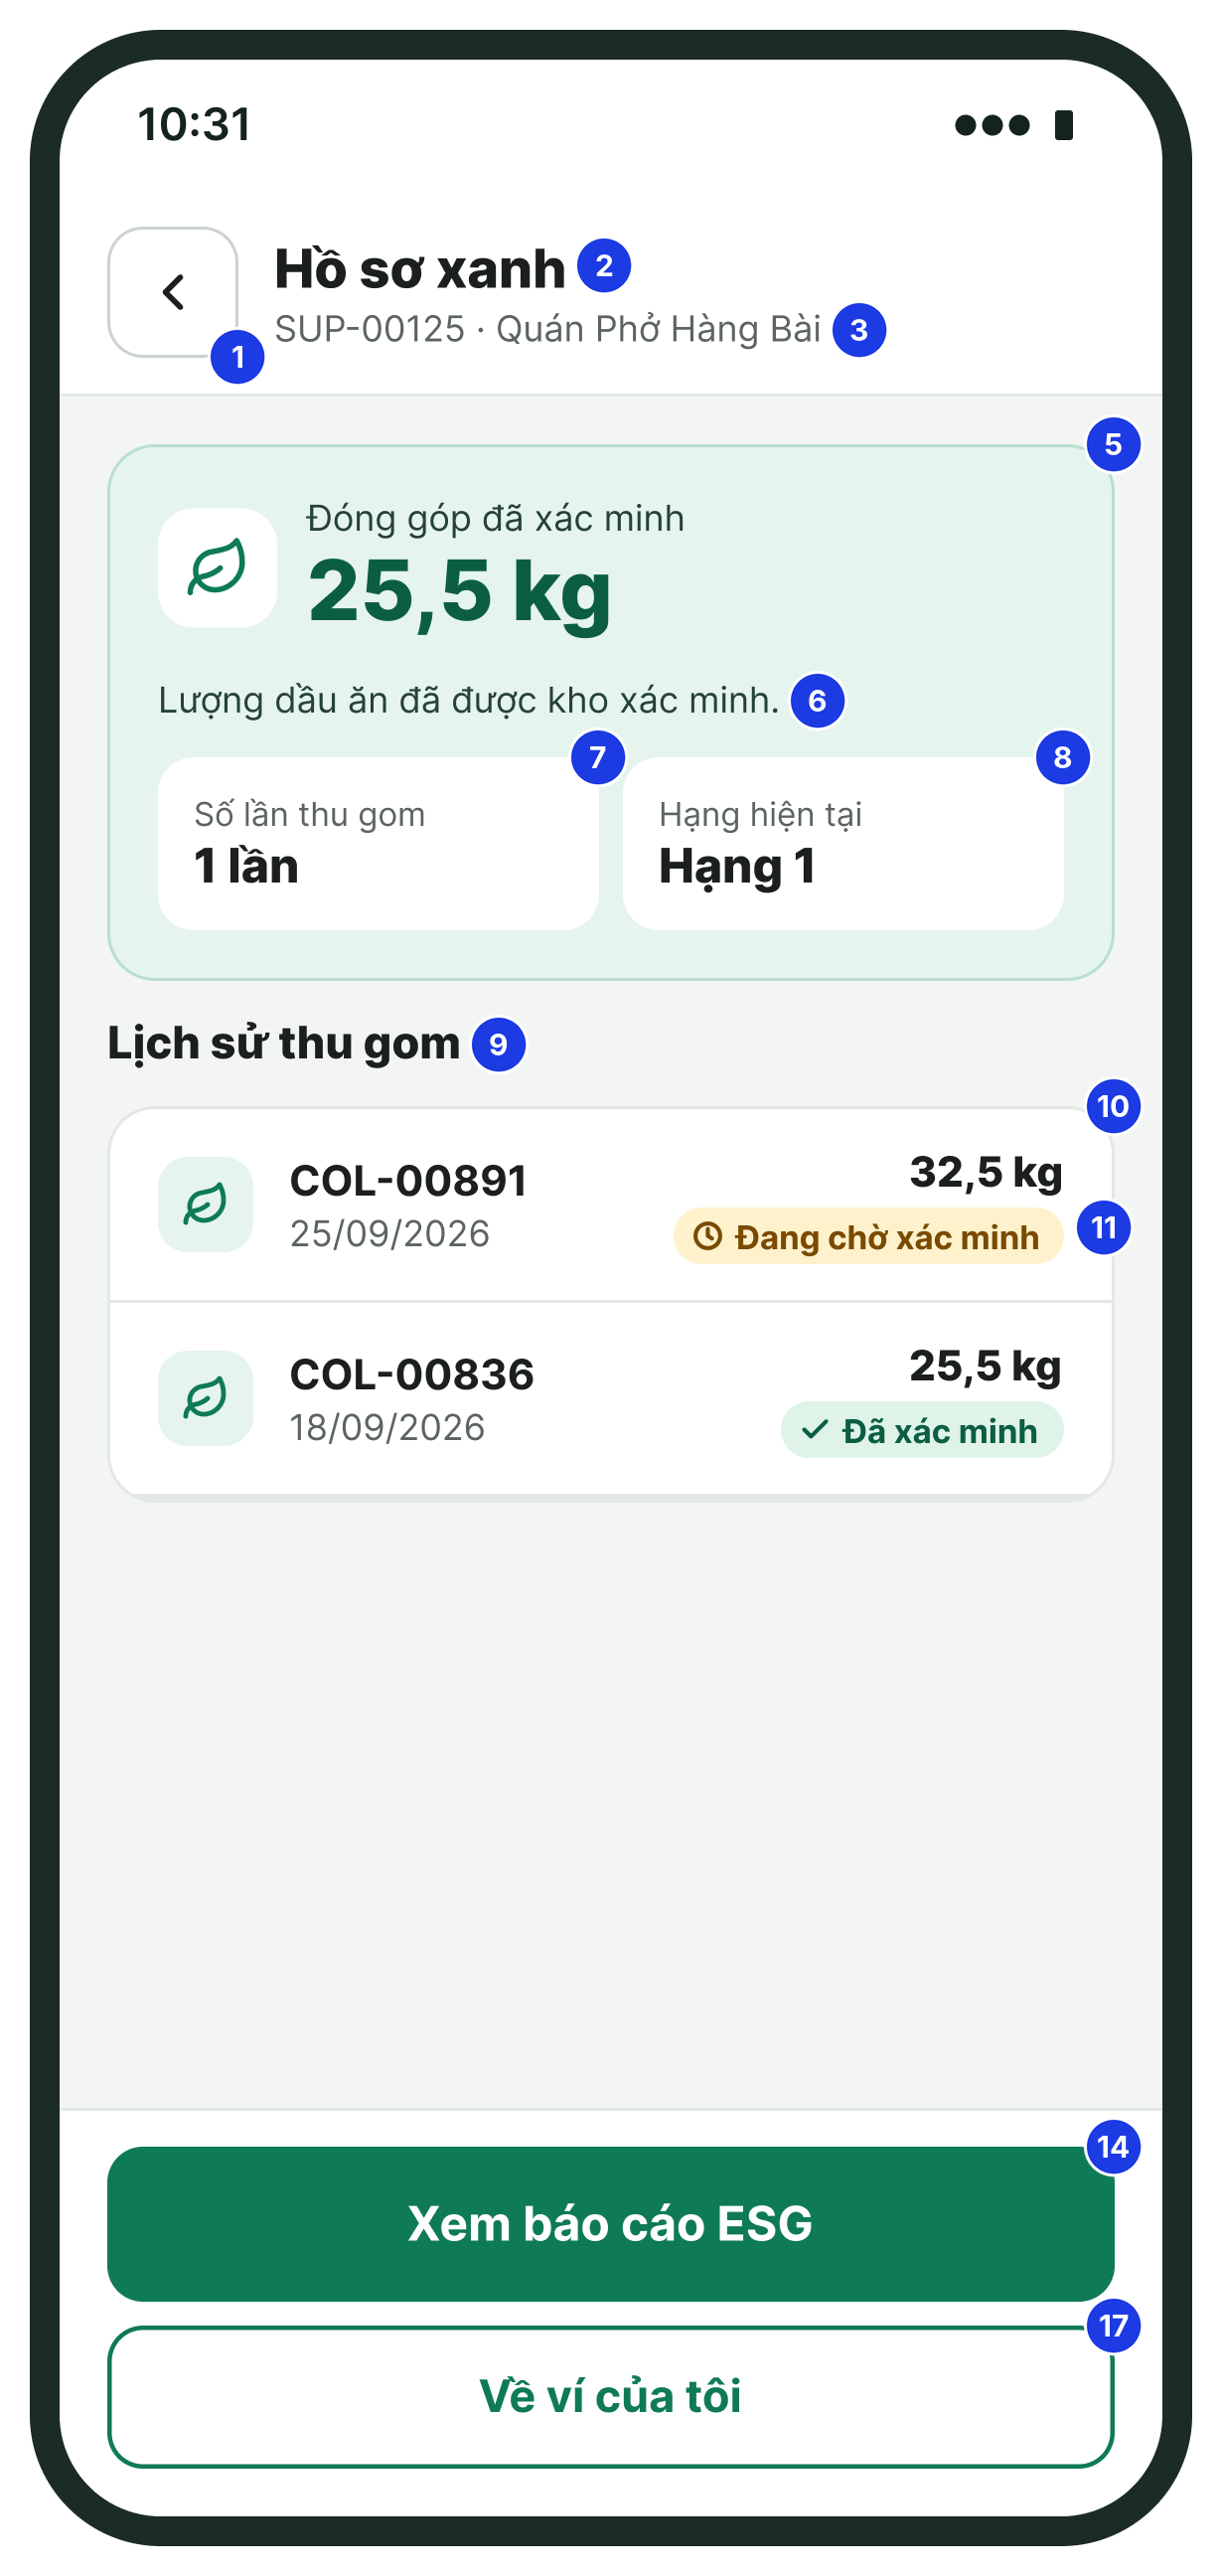 10:31
Hồ sơ xanh 2
SUP-00125 · Quán Phở Hàng Bài 3
1
5
Đóng góp đã xác minh
25,5 kg
Lượng dầu ăn đã được kho xác minh. 6
7
8
Số lần thu gom
1 lần
Hạng hiện tại
Hạng 1
Lịch sử thu gom 9
10
COL-00891
25/09/2026
32,5 kg
Đang chờ xác minh 11
COL-00836
18/09/2026
25,5 kg
Đã xác minh
14
Xem báo cáo ESG
17
Về ví của tôi